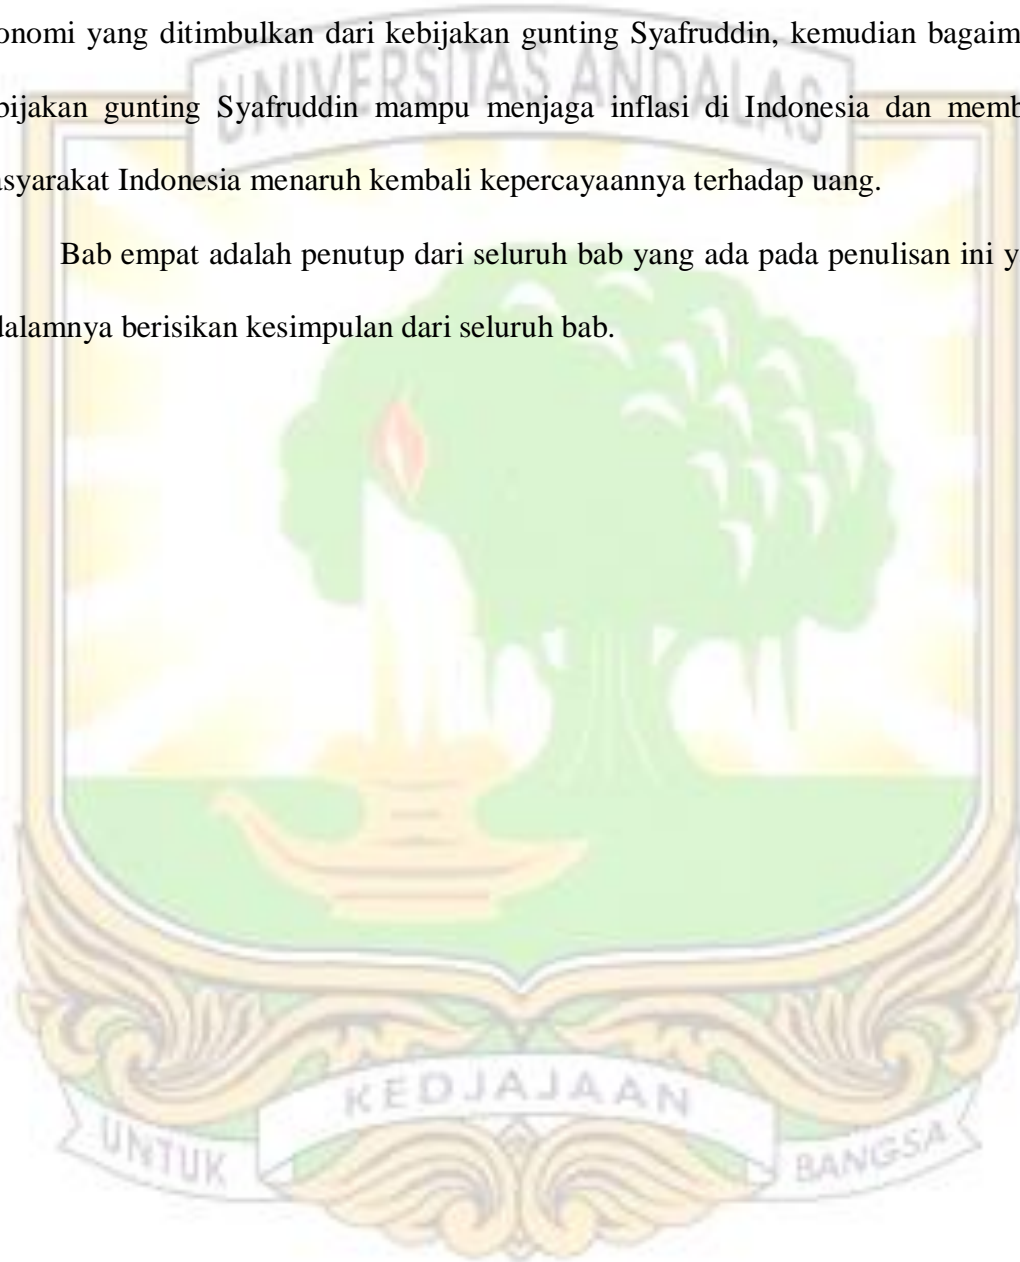 onomi yang ditimbulkan dari kebijakan gunting Syafruddin, kemudian bagaim
bijakan gunting Syafruddin mampu menjaga inflasi di Indonesia dan memb
asyarakat Indonesia menaruh kembali kepercayaannya terhadap uang.
Bab empat adalah penutup dari seluruh bab yang ada pada penulisan ini y
dalamnya berisikan kesimpulan dari seluruh bab.
UNIVERSITAS ANDALAS
UNTUK KEDJAJAAN BANGSA